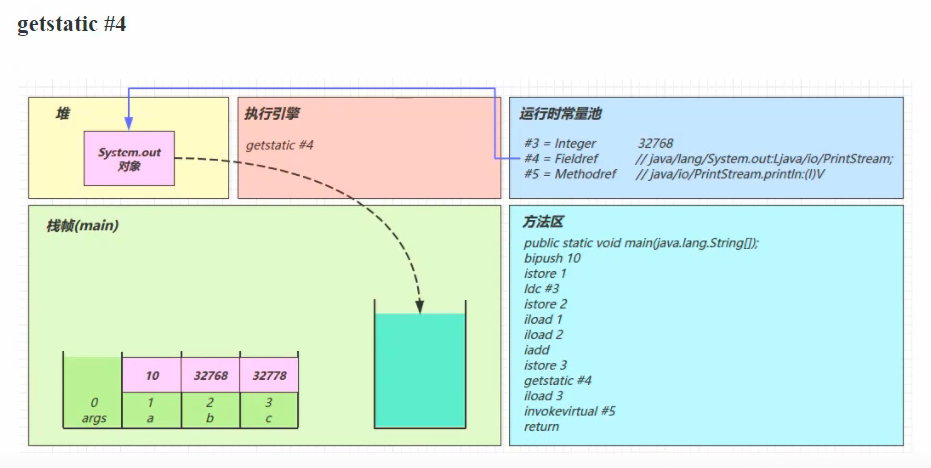 getstatic #4
堆
System.out
对象
执行引擎
getstatic #4
运行时常量池
#3 = Integer 32768
#4 = Fieldref // java/lang/System.out:Ljava/io/PrintStream;
#5 = Methodref // java/io/PrintStream.println:(I)V
栈帧(main)
10 32768 32778
0 1 2 3
args a b c
方法区
public static void main(java.lang.String[]);
bipush 10
istore 1
ldc #3
istore 2
iload 1
iload 2
iadd
istore 3
getstatic #4
iload 3
invokevirtual #5
return